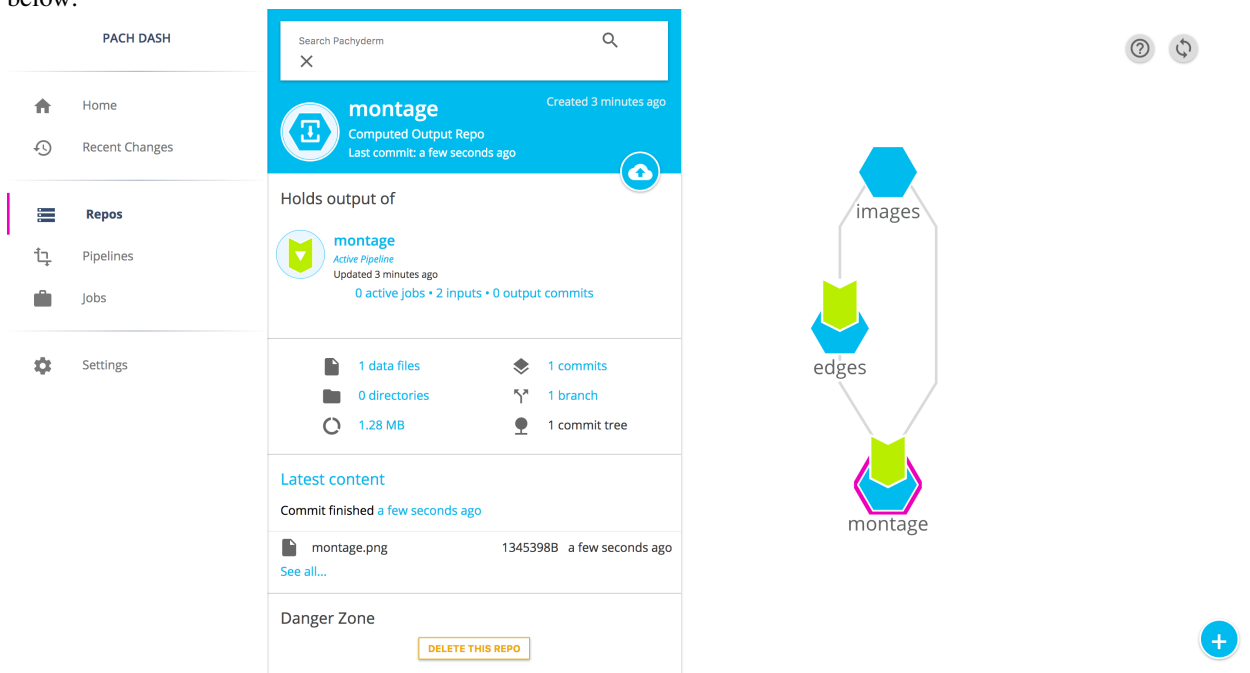 below.
PACH DASH
Home
Recent Changes
Repos
Pipelines
Jobs
Settings
Search Pachyderm
montage
Created 3 minutes ago
Computed Output Repo
Last commit: a few seconds ago
Holds output of
montage
Active Pipeline
Updated 3 minutes ago
0 active jobs • 2 inputs • 0 output commits
1 data files
1 commits
0 directories
1 branch
1.28 MB
1 commit tree
Latest content
Commit finished a few seconds ago
montage.png 1345398B a few seconds ago
See all...
Danger Zone
DELETE THIS REPO
images
edges
montage